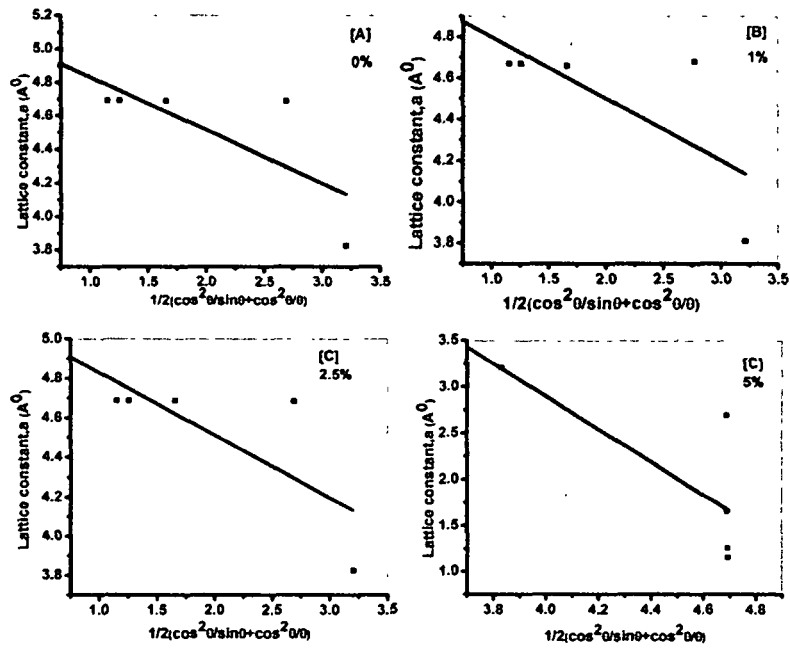 [A]
0%
5.2
5.0
4.8
4.6
4.4
4.2
4.0
3.8
Lattice constant,a (A⁰)
1.0 1.5 2.0 2.5 3.0 3.5
1/2(cos²θ/sinθ+cos²θ/θ)
[B]
1%
4.8
4.6
4.4
4.2
4.0
3.8
Lattice constant,a (A⁰)
1.0 1.5 2.0 2.5 3.0 3.5
1/2(cos²θ/sinθ+cos²θ/θ)
[C]
2.5%
5.0
4.8
4.6
4.4
4.2
4.0
3.8
Lattice constant,a (A⁰)
1.0 1.5 2.0 2.5 3.0 3.5
1/2(cos²θ/sinθ+cos²θ/θ)
[C]
5%
3.5
3.0
2.5
2.0
1.5
1.0
Lattice constant,a (A⁰)
3.8 4.0 4.2 4.4 4.6 4.8
1/2(cos²θ/sinθ+cos²θ/θ)